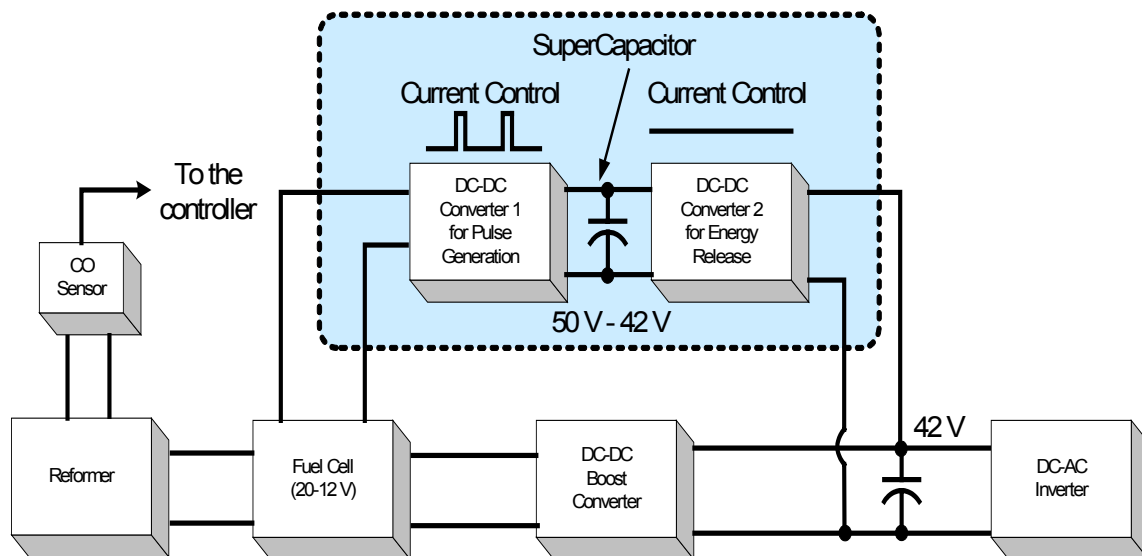 SuperCapacitor
Current Control
Current Control
To the
controller
DC-DC
Converter 1
for Pulse
Generation
DC-DC
Converter 2
for Energy
Release
CO
Sensor
50 V - 42 V
42 V
Reformer
Fuel Cell
(20-12 V)
DC-DC
Boost
Converter
DC-AC
Inverter